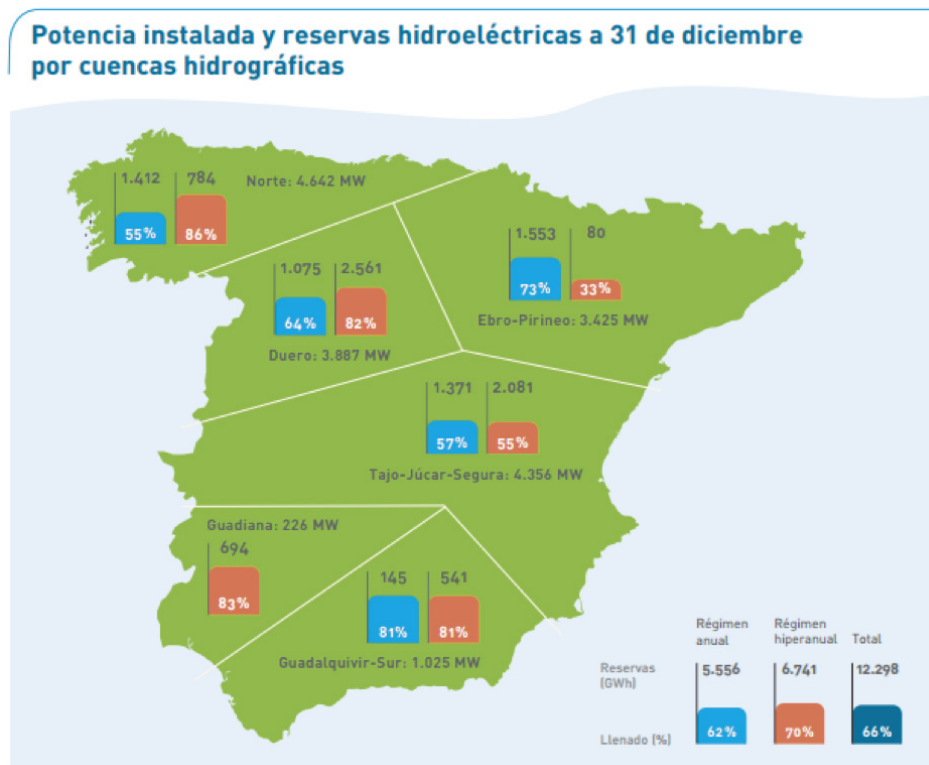 Potencia instalada y reservas hidroeléctricas a 31 de diciembre
por cuencas hidrográficas
1.412 784
Norte: 4.642 MW
55% 86%
1.553 80
73% 33%
Ebro-Pirineo: 3.425 MW
1.075 2.561
64% 82%
Duero: 3.887 MW
1.371 2.081
57% 55%
Tajo-Júcar-Segura: 4.356 MW
Guadiana: 226 MW
694
83%
145 541
81% 81%
Guadalquivir-Sur: 1.025 MW
Régimen
anual
Régimen
hiperanual
Total
Reservas
(GWh)
5.556 6.741 12.298
Llenado (%)
62% 70% 66%